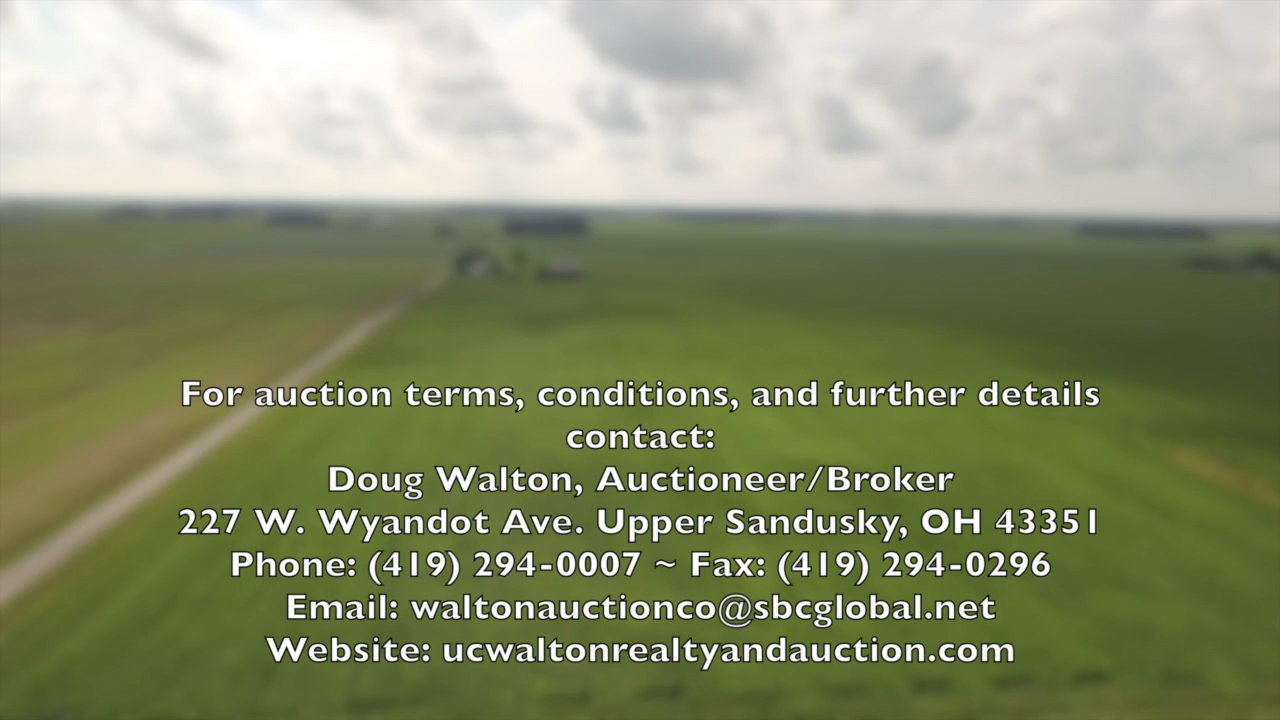 For auction terms, conditions, and further details
contact:
Doug Walton, Auctioneer/Broker
227 W. Wyandot Ave. Upper Sandusky, OH 43351
Phone: (419) 294-0007 ~ Fax: (419) 294-0296
Email: waltonauctionco@sbcglobal.net
Website: ucwaltonrealtyandauction.com